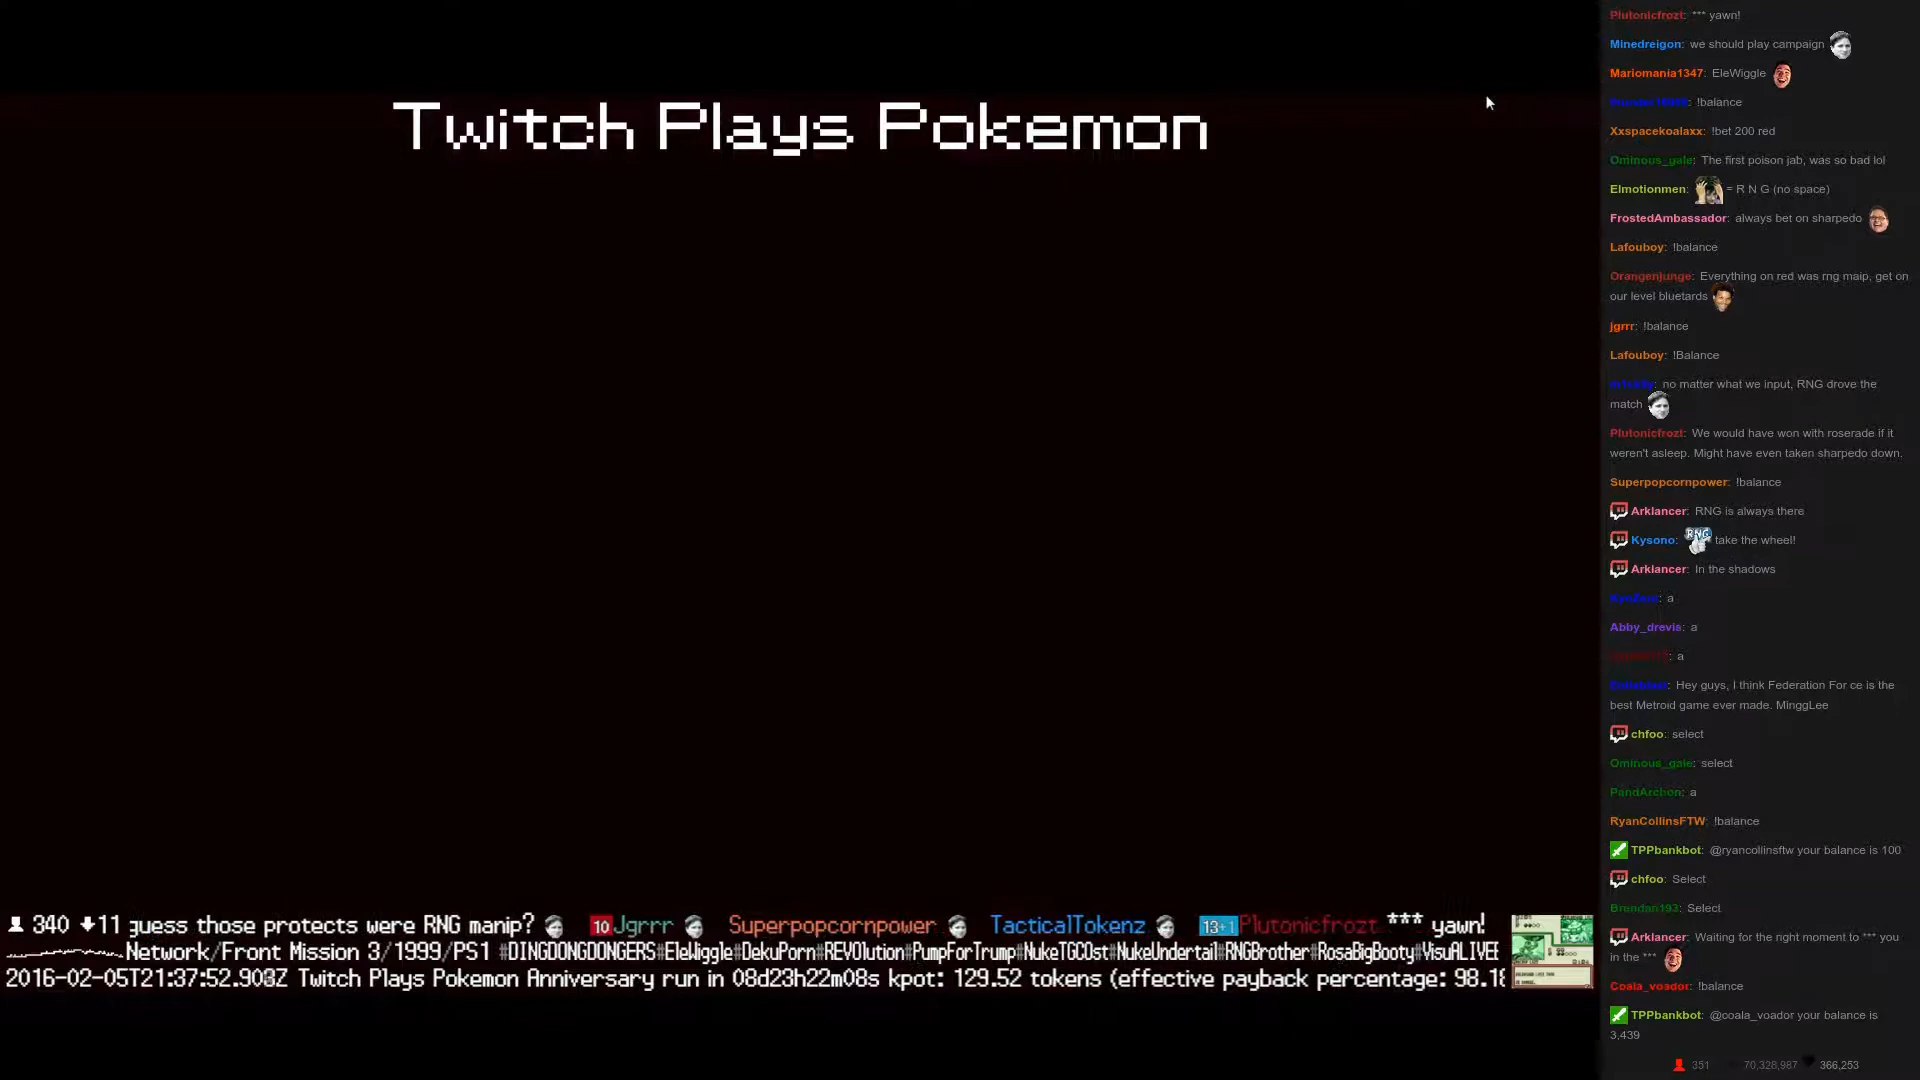 Twitch Plays Pokemon
340 11 guess those protects were RNG manip? 10 Jgrrr Superpopcornpower TacticalTokenz 13+1 Plutonicfrozt *** yawn!
Network/Front Mission 3/1999/PS1 #DINGDONGDONGERS#EleWiggle#DekuPorn#REVOlution#PumpForTrump#NukeTGCOst#NukeUndertail#RNGBrother#RosaBigBooty#VisuALIVEE
2016-02-05T21:37:52.903Z Twitch Plays Pokemon Anniversary run in 08d23h22m08s kpot: 129.52 tokens (effective payback percentage: 98.18
Plutonicfrozt: *** yawn!
Minedreigon: we should play campaign
Mariomania1347: EleWiggle
!balance
Xxspacekoalaxx: !bet 200 red
Ominous_gale: The first poison jab, was so bad lol
Elmotionmen: = R N G (no space)
FrostedAmbassador: always bet on sharpedo
Lafouboy: !balance
Orangenjunge: Everything on red was rng maip, get on
our level bluetards
jgrrr: !balance
Lafouboy: !Balance
no matter what we input, RNG drove the
match
Plutonicfrozt: We would have won with roserade if it
weren't asleep. Might have even taken sharpedo down.
Superpopcornpower: !balance
Arklancer: RNG is always there
Kysono: RNG take the wheel!
Arklancer: In the shadows
a
Abby_drevis: a
: a
Hey guys, I think Federation For ce is the
best Metroid game ever made. MinggLee
chfoo: select
Ominous_gale: select
PandArchon: a
RyanCollinsFTW: !balance
TPPbankbot: @ryancollinsftw your balance is 100
chfoo: Select
Brendan193: Select
Arklancer: Waiting for the right moment to *** you
in the ***
Coala_voador: !balance
TPPbankbot: @coala_voador your balance is
3,439
351 70,328,987 366,253